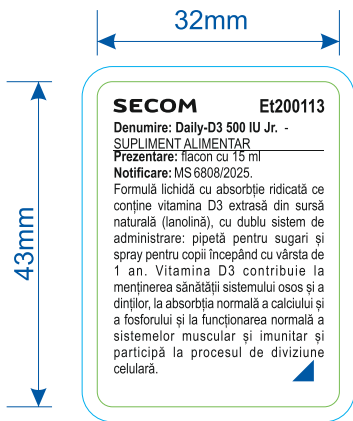 32mm
43mm
SECOM Et200113
Denumire: Daily-D3 500 IU Jr. -
SUPLIMENT ALIMENTAR
Prezentare: flacon cu 15 ml
Notificare: MS 6808/2025.
Formulă lichidă cu absorbție ridicată ce
conține vitamina D3 extrasă din sursă
naturală (lanolină), cu dublu sistem de
administrare: pipetă pentru sugari și
spray pentru copii începând cu vârsta de
1 an. Vitamina D3 contribuie la
menținerea sănătății sistemului osos și a
dinților, la absorbția normală a calciului și
a fosforului și la funcționarea normală a
sistemelor muscular și imunitar și
participă la procesul de diviziune
celulară.